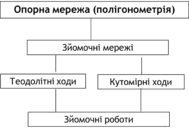 Опорна мережа (полігонометрія)
Зйомочні мережі
Теодолітні ходи
Кутомірні ходи
Зйомочні роботи